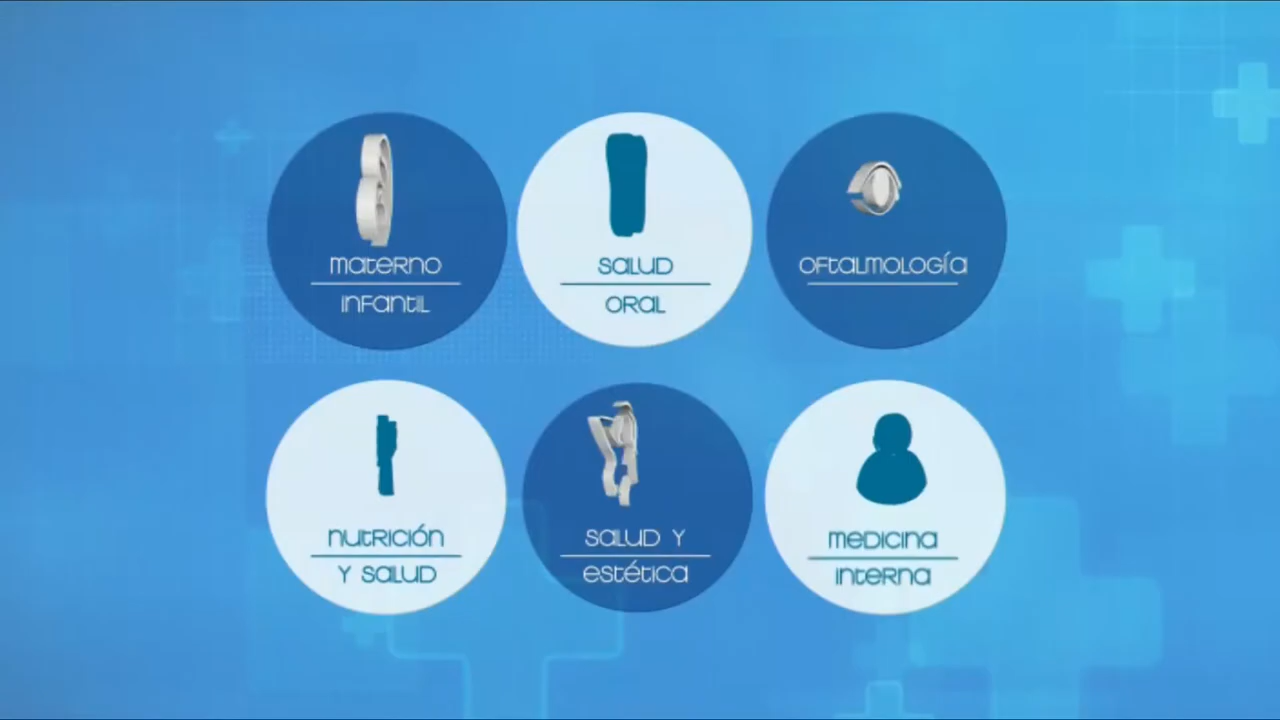 materno
infantil
salud
oral
oftalmología
nutrición
y salud
salud y
estética
medicina
interna